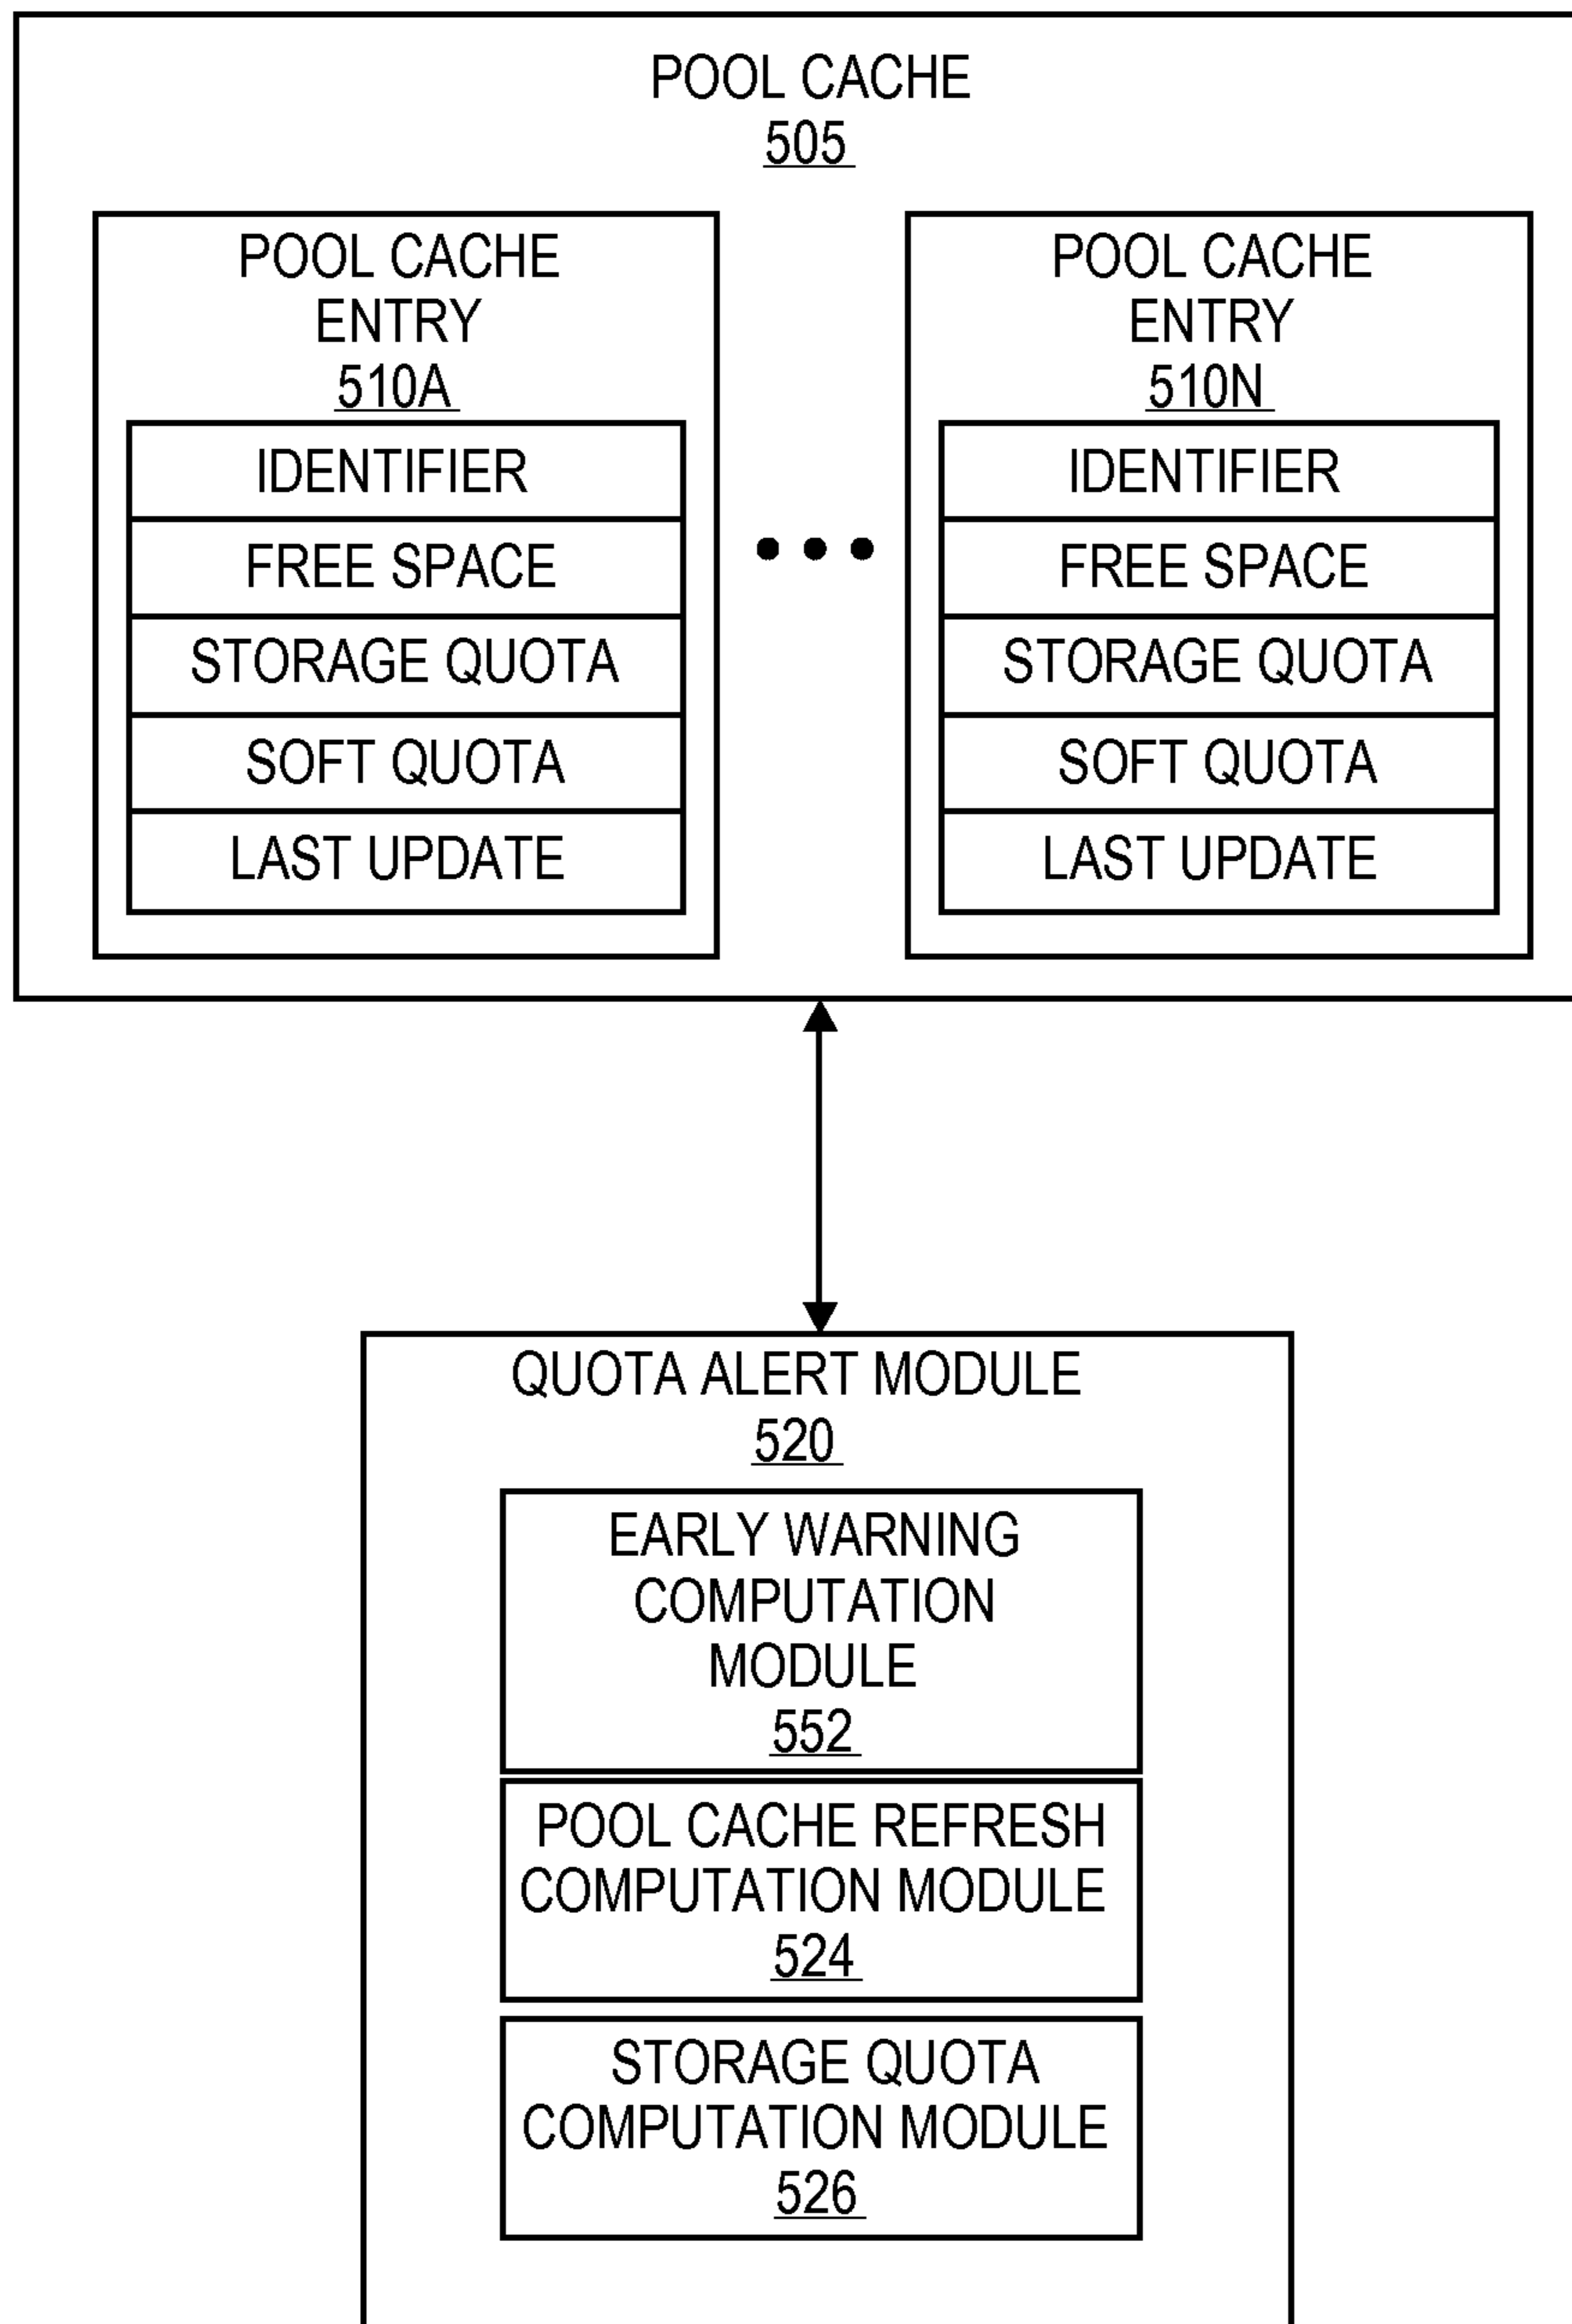 POOL CACHE
505
POOL CACHE
ENTRY
510A
IDENTIFIER
FREE SPACE
STORAGE QUOTA
SOFT QUOTA
LAST UPDATE
POOL CACHE
ENTRY
510N
IDENTIFIER
FREE SPACE
STORAGE QUOTA
SOFT QUOTA
LAST UPDATE
QUOTA ALERT MODULE
520
EARLY WARNING
COMPUTATION
MODULE
552
POOL CACHE REFRESH
COMPUTATION MODULE
524
STORAGE QUOTA
COMPUTATION MODULE
526